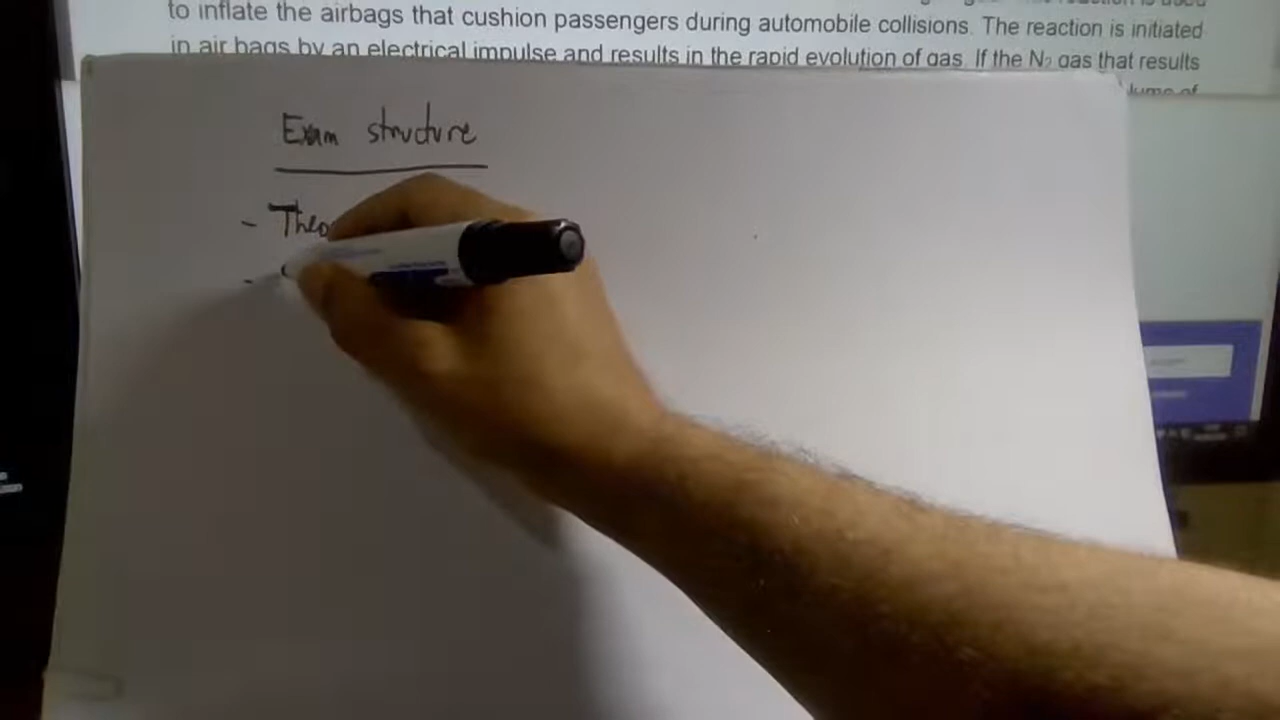 to inflate the airbags that cushion passengers during automobile collisions. The reaction is initiated
in air bags by an electrical impulse and results in the rapid evolution of gas. If the N₂ gas that results
Exam structure
- Theo
-